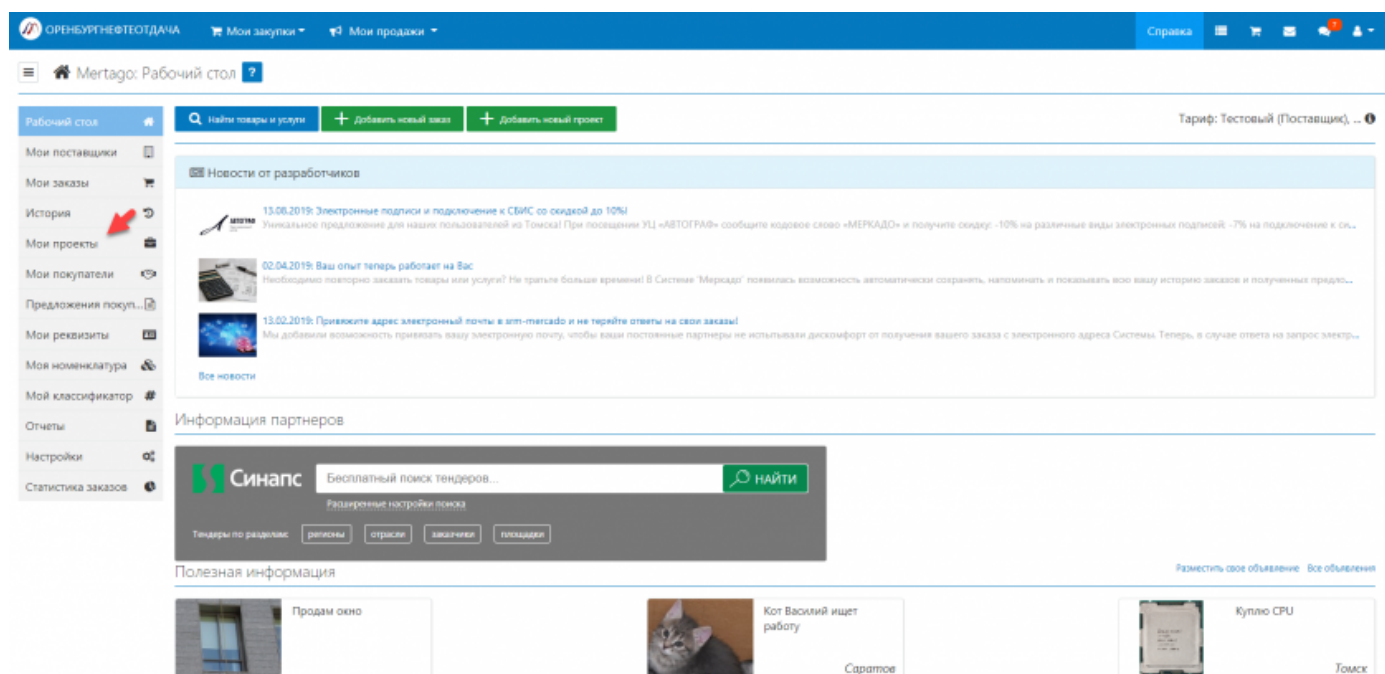 ОРЕНБУРГНЕФТЕОТДАЧА Мои закупки Мои продажи Справка
Mertago: Рабочий стол ?
Рабочий стол
Мои поставщики
Мои заказы
История
Мои проекты
Мои покупатели
Предложения покуп...
Мои реквизиты
Моя номенклатура
Мой классификатор
Отчеты
Настройки
Статистика заказов
Найти товары и услуги + Добавить новый заказ + Добавить новый проект
Тариф: Тестовый (Поставщик), ...
Новости от разработчиков
13.08.2019: Электронные подписи и подключение к СБИС со скидкой до 10%!
Уникальное предложение для наших пользователей из Томска! При посещении УЦ «АВТОГРАФ» сообщите кодовое слово «МЕРКАДО» и получите скидку: -10% на различные виды электронных подписей; -7% на подключение к си...
02.04.2019: Ваш опыт теперь работает на Вас
Необходимо повторно заказать товары или услуги? Не тратьте больше времени! В Системе "Меркадо" появилась возможность автоматически сохранять, напоминать и показывать всю вашу историю заказов и полученных предло...
13.02.2019: Привяжите адрес электронный почты в srm-mercado и не теряйте ответы на свои заказы!
Мы добавили возможность привязать вашу электронную почту, чтобы ваши постоянные партнеры не испытывали дискомфорт от получения вашего заказа с электронного адреса Системы. Теперь, в случае ответа на запрос электр...
Все новости
Информация партнеров
Синапс Бесплатный поиск тендеров... НАЙТИ
Расширенные настройки поиска
Тендеры по разделам: регионы отрасли заказчики площадки
Полезная информация
Разместить свое объявление Все объявления
Продам окно
Кот Василий ищет
работу
Саратов
Куплю CPU
Томск